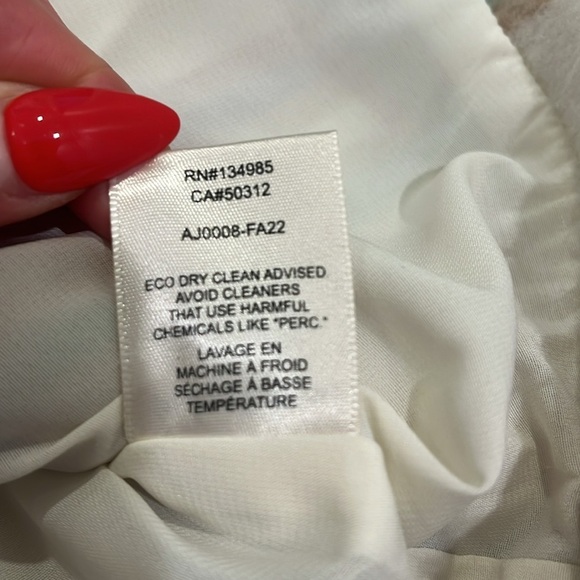 RN#134985
CA#50312
AJ0008-FA22
ECO DRY CLEAN ADVISED
AVOID CLEANERS
THAT USE HARMFUL
CHEMICALS LIKE "PERC."
LAVAGE EN
MACHINE À FROID
SÉCHAGE À BASSE
TEMPÉRATURE